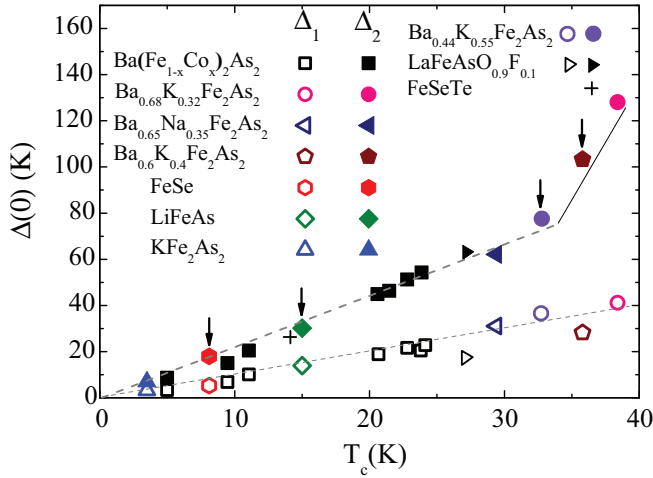 Δ₁ Δ₂
Ba(Fe₁₋ₓCoₓ)₂As₂
Ba₀.₆₈K₀.₃₂Fe₂As₂
Ba₀.₆₅Na₀.₃₅Fe₂As₂
Ba₀.₆K₀.₄Fe₂As₂
FeSe
LiFeAs
KFe₂As₂
Ba₀.₄₄K₀.₅₅Fe₂As₂
LaFeAsO₀.₉F₀.₁
FeSeTe
Δ(0) (K)
160
140
120
100
80
60
40
20
0
0 10 20 30 40
T_c(K)